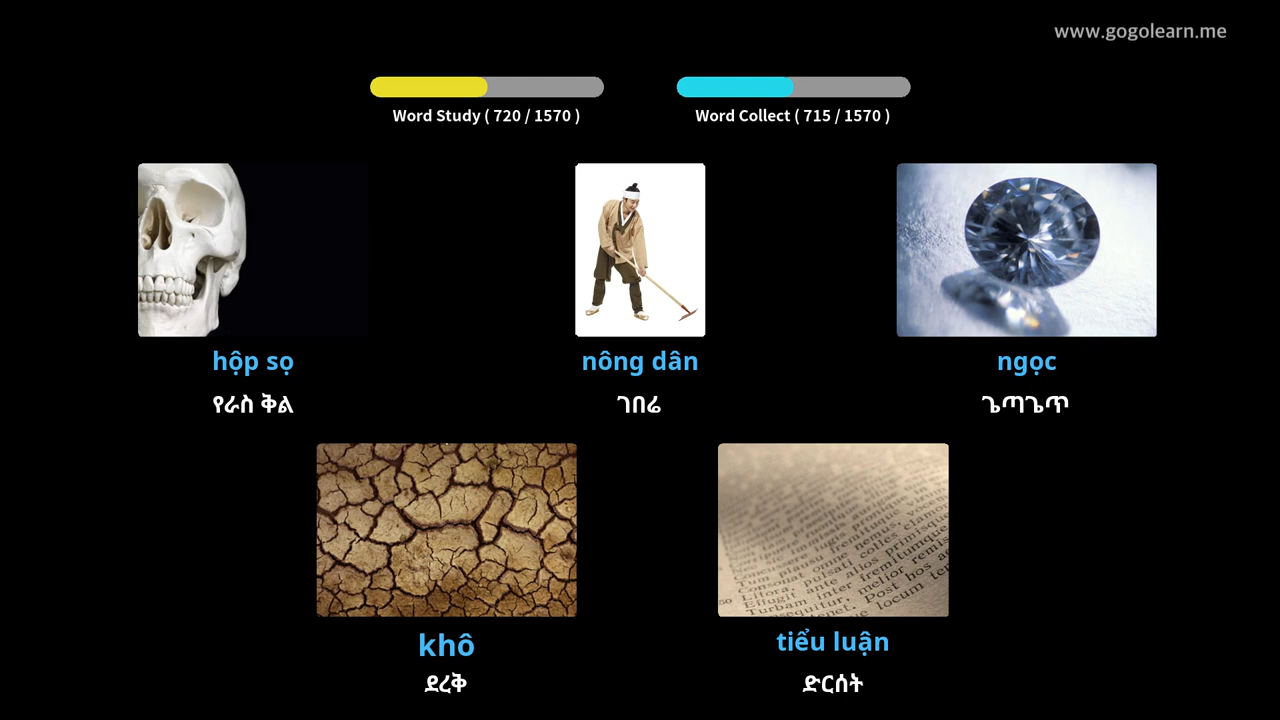 www.gogolearn.me
Word Study ( 720 / 1570 )
Word Collect ( 715 / 1570 )
hộp sọ
የራስ ቅል
nông dân
ገበሬ
ngọc
ጌጣጌጥ
khô
ደረቅ
tiểu luận
ድርሰት